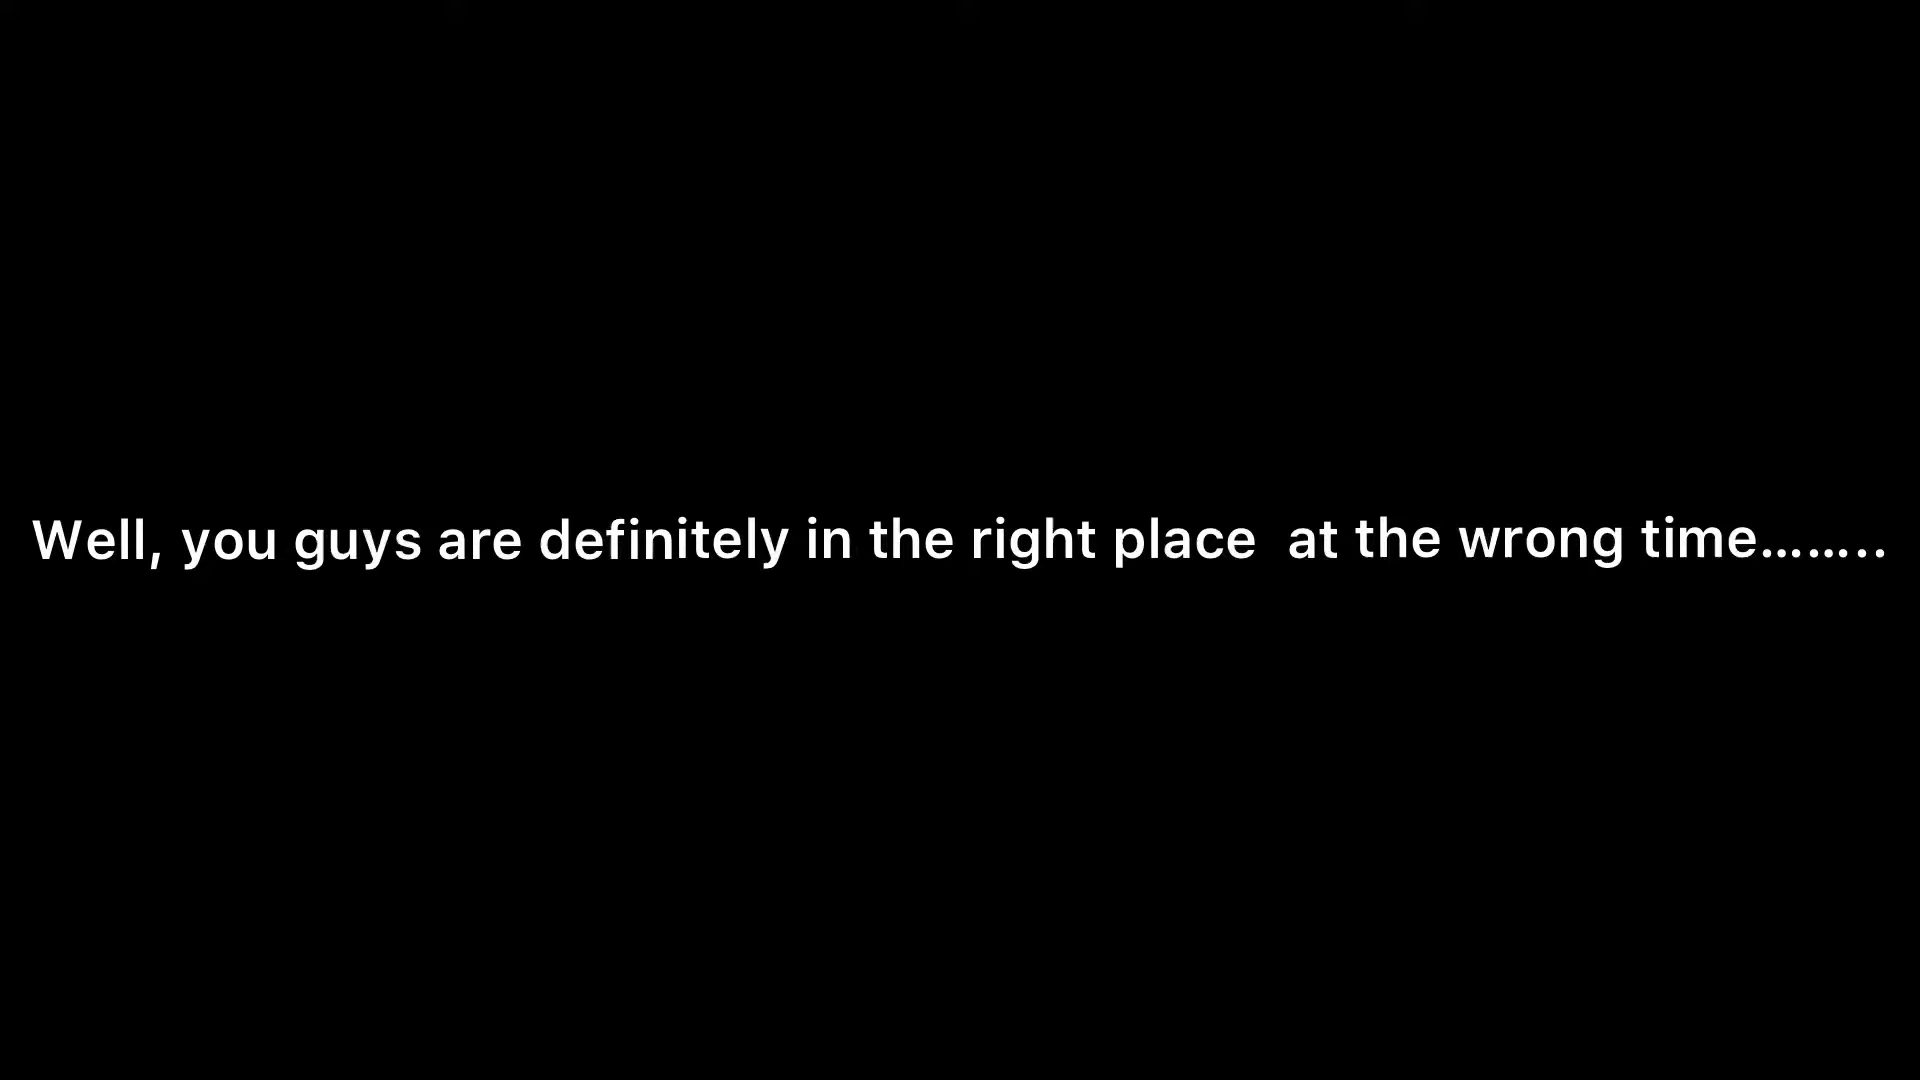 Well, you guys are definitely in the right place  at the wrong time……..